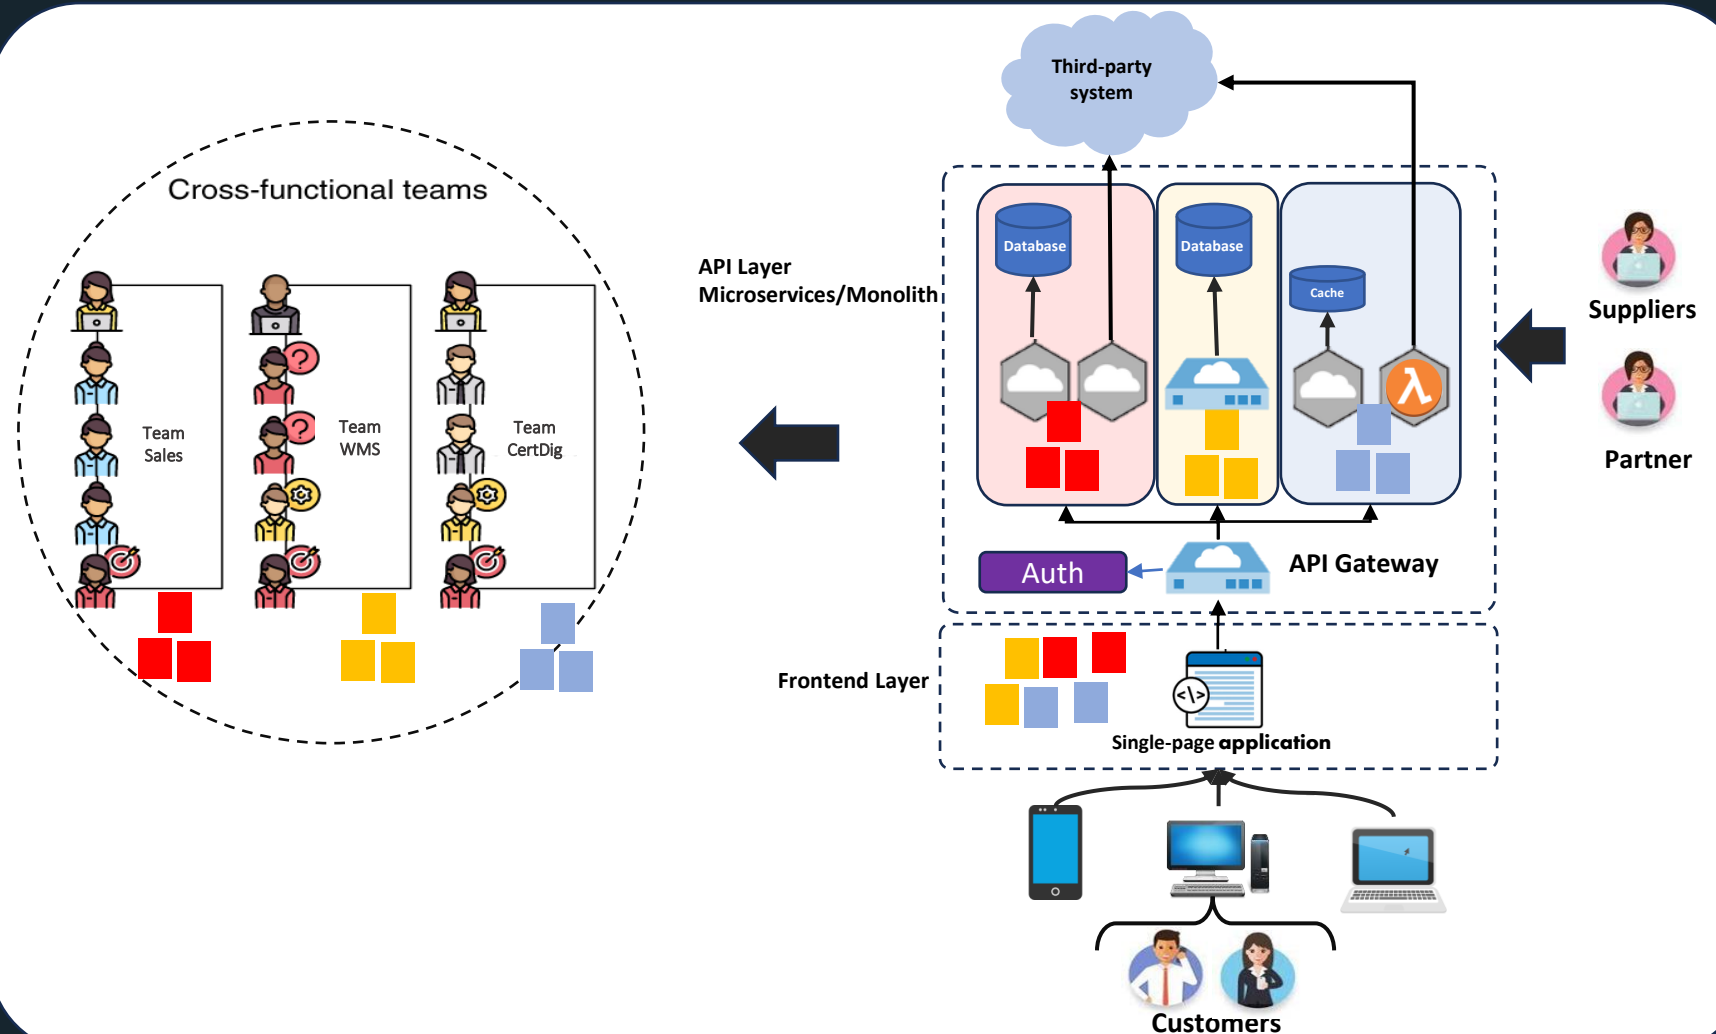 Third-party
system
Cross-functional teams
Database
Database
Cache
API Layer
Microservices/Monolith
Suppliers
Partner
Team
Sales
Team
WMS
Team
CertDig
λ
Auth
API Gateway
Frontend Layer
</>
Single-page application
Customers